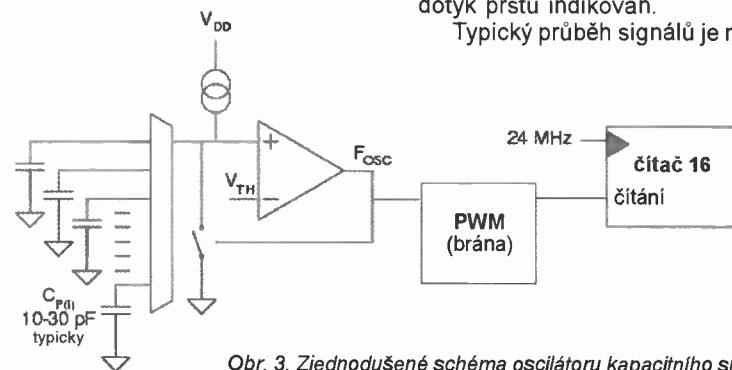 dotyk prstu indikován.
Typický průběh signálů je
V_DD
24 MHz
F_OSC
V_TH
+
−
čítač 16
čítání
PWM
(brána)
C_P(i)
10-30 pF
typicky
Obr. 3. Zjednodušené schéma oscilátoru kapacitního